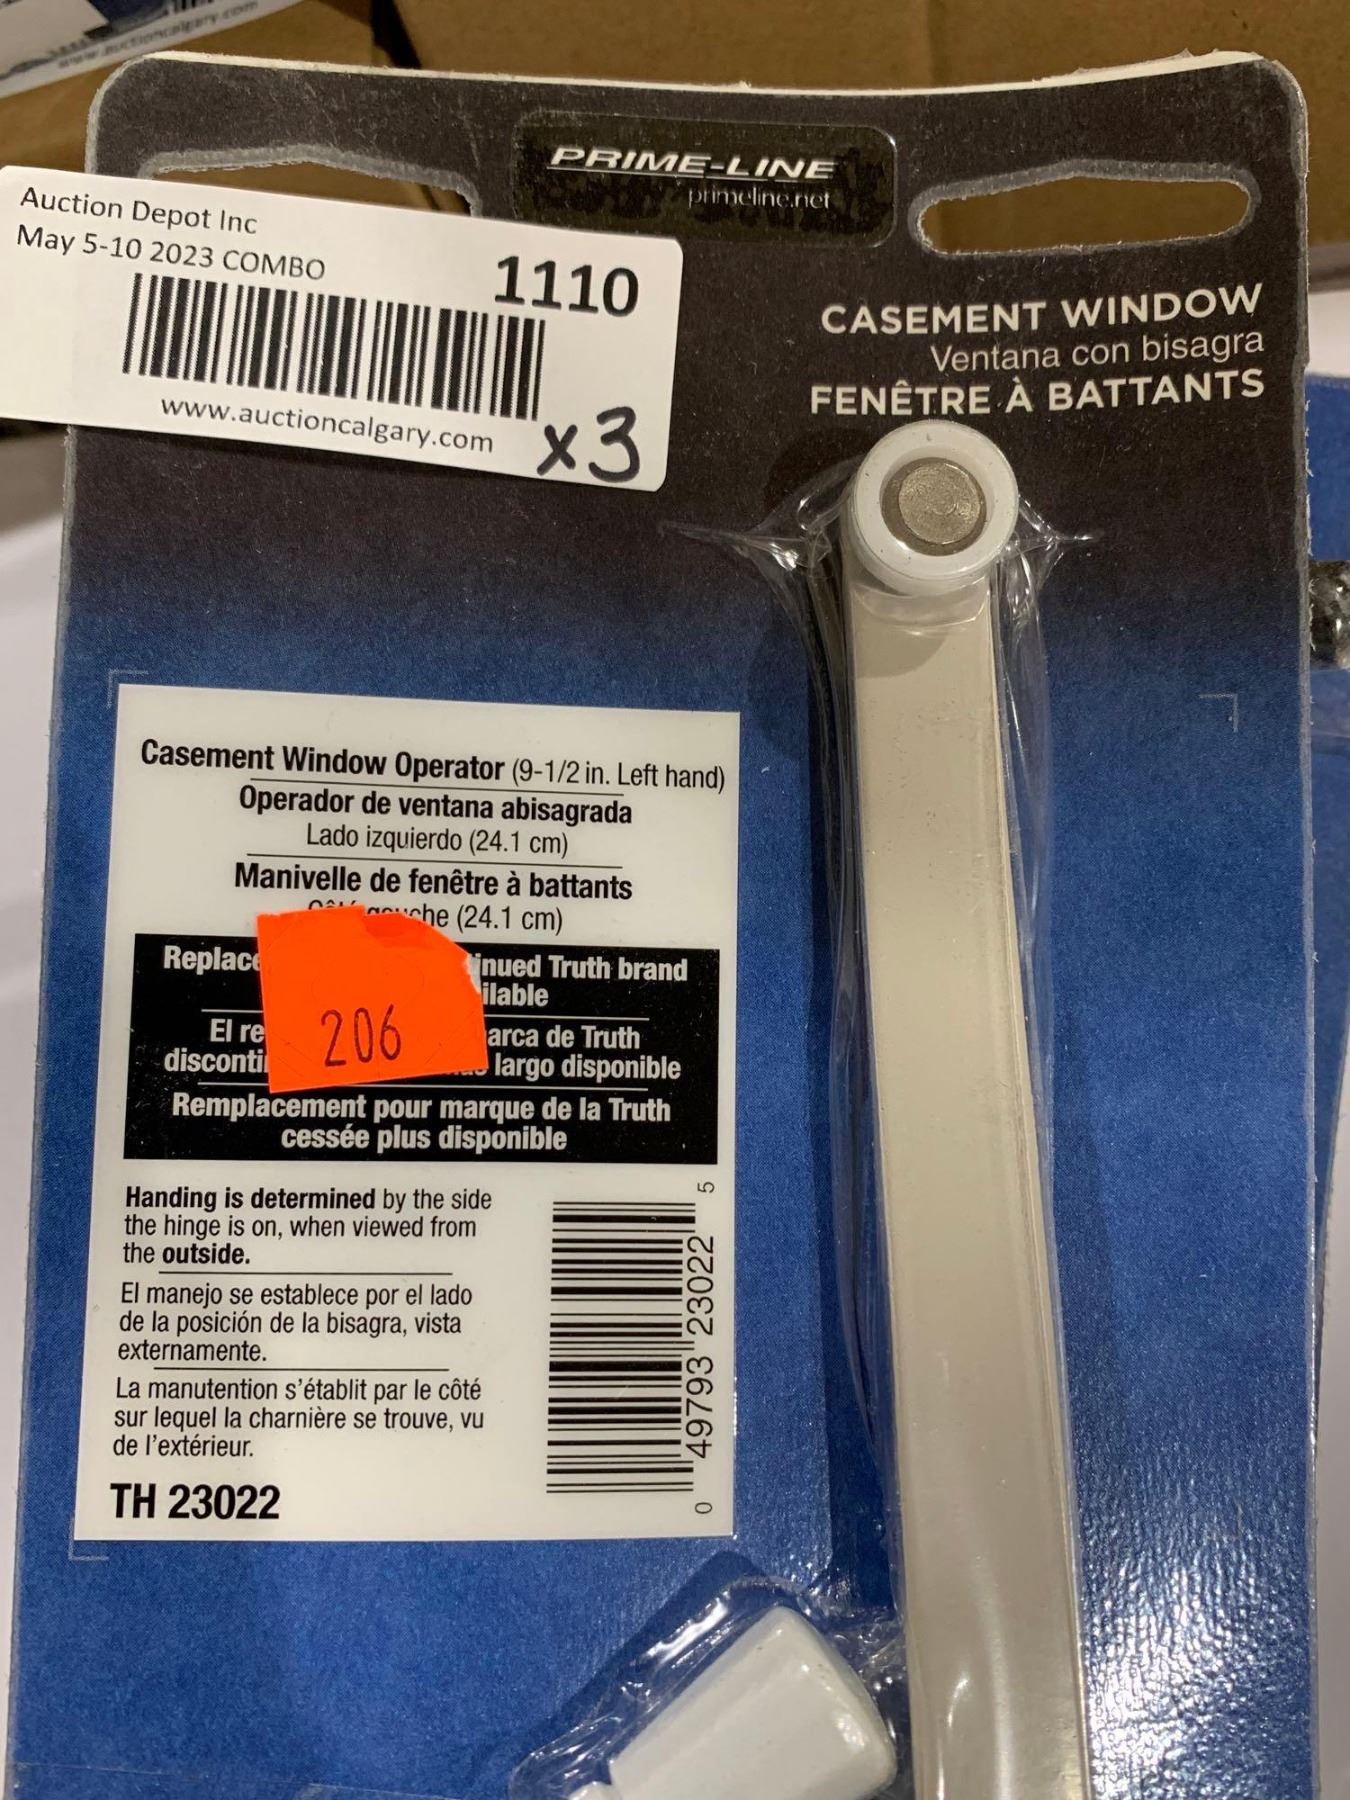 www.auctioncalgary.com
PRIME-LINE
primeline.net
Auction Depot Inc
May 5-10 2023 COMBO
1110
www.auctioncalgary.com
x3
CASEMENT WINDOW
Ventana con bisagra
FENÊTRE À BATTANTS
Casement Window Operator (9-1/2 in. Left hand)
Operador de ventana abisagrada
Lado izquierdo (24.1 cm)
Manivelle de fenêtre à battants
(24.1 cm)
Truth brand
206
El
de Truth
largo disponible
Remplacement pour marque de la Truth
cessée plus disponible
Handing is determined by the side
the hinge is on, when viewed from
the outside.
El manejo se establece por el lado
de la posición de la bisagra, vista
externamente.
La manutention s'établit par le côté
sur lequel la charnière se trouve, vu
de l'extérieur.
TH 23022
0 49793 23022 5